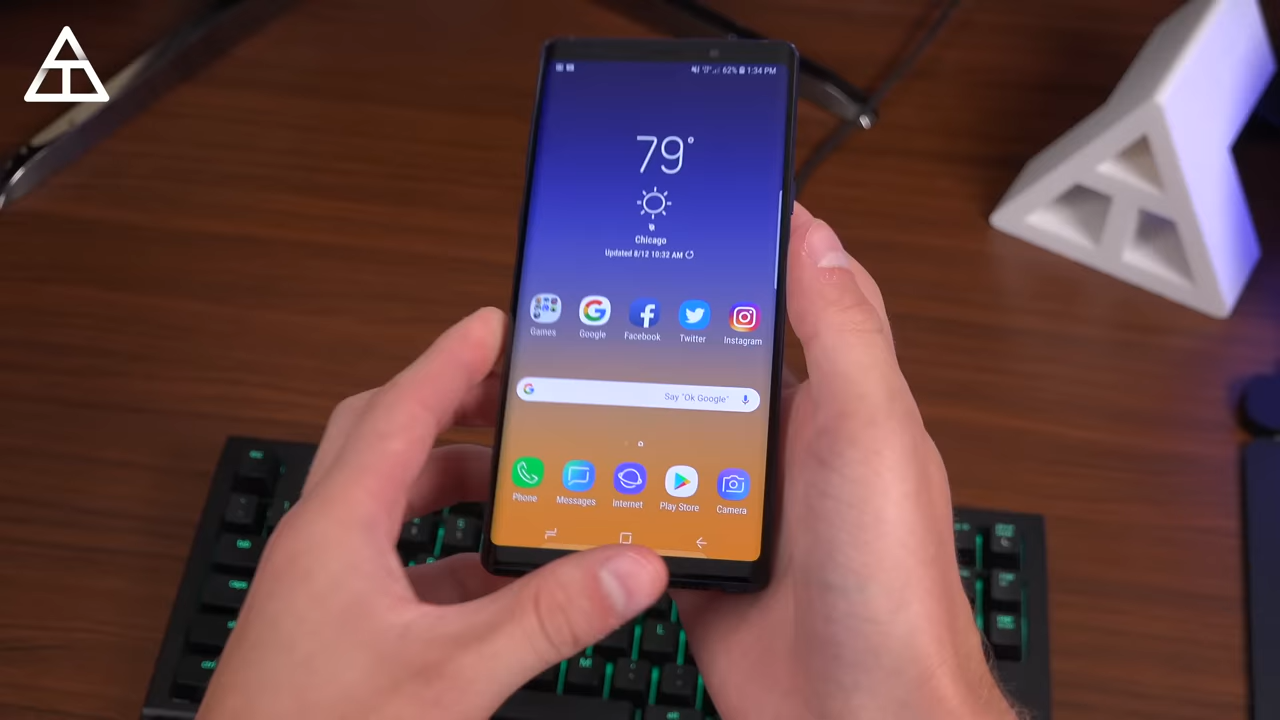 62% 1:34 PM
79°
Chicago
Updated 8/12 10:32 AM
Games Google Facebook Twitter Instagram
G Say "Ok Google"
Phone Messages Internet Play Store Camera